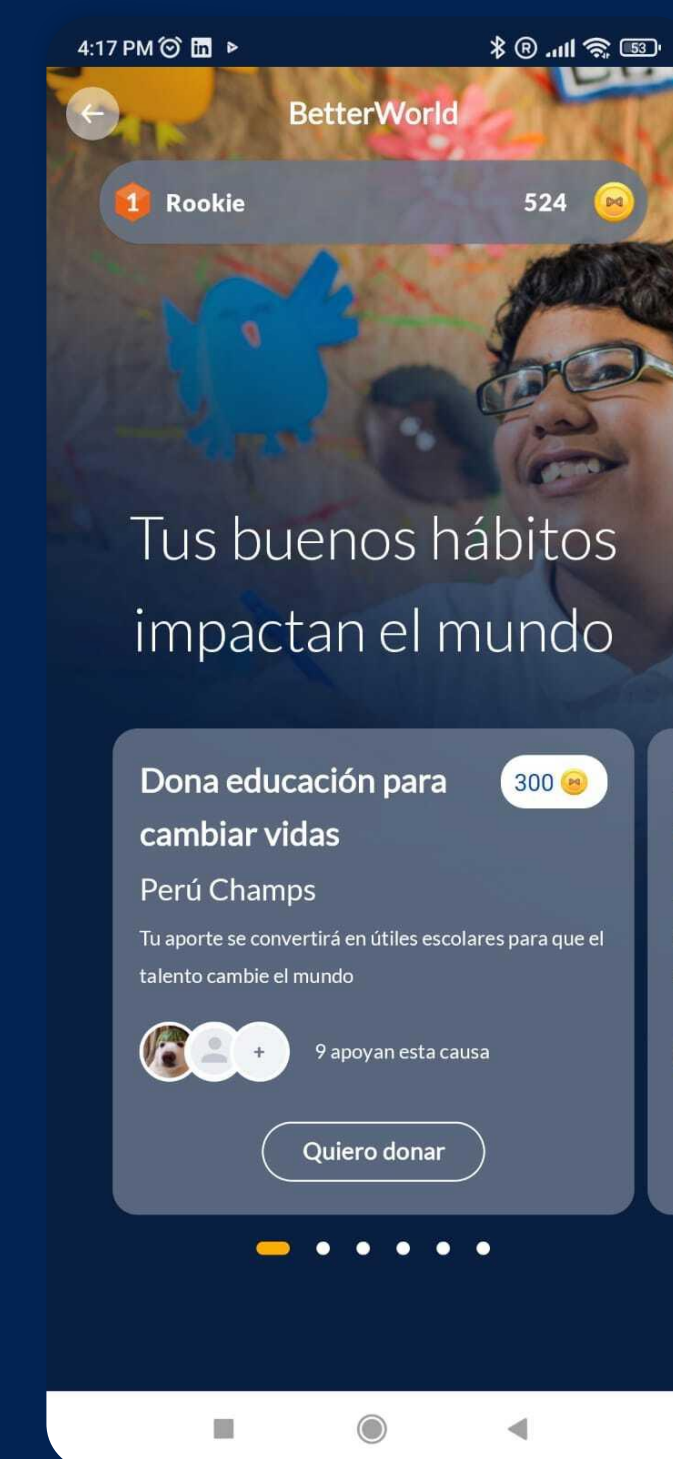 4:17 PM
53
BetterWorld
1 Rookie 524
Tus buenos hábitos
impactan el mundo
Dona educación para
cambiar vidas
300
Perú Champs
Tu aporte se convertirá en útiles escolares para que el
talento cambie el mundo
+
9 apoyan esta causa
Quiero donar